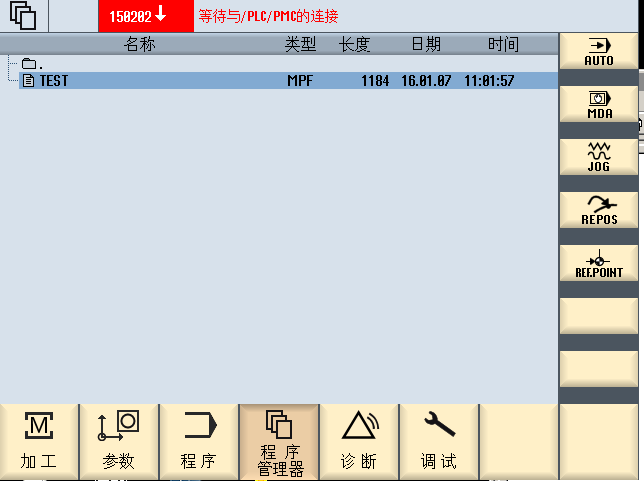 150202 等待与/PLC/PMC的连接
名称 类型 长度 日期 时间
.
TEST MPF 1184 16.01.07 11:01:57
AUTO
MDA
JOG
REPOS
REF.POINT
M
加工
参数
程序
程序
管理器
诊断
调试